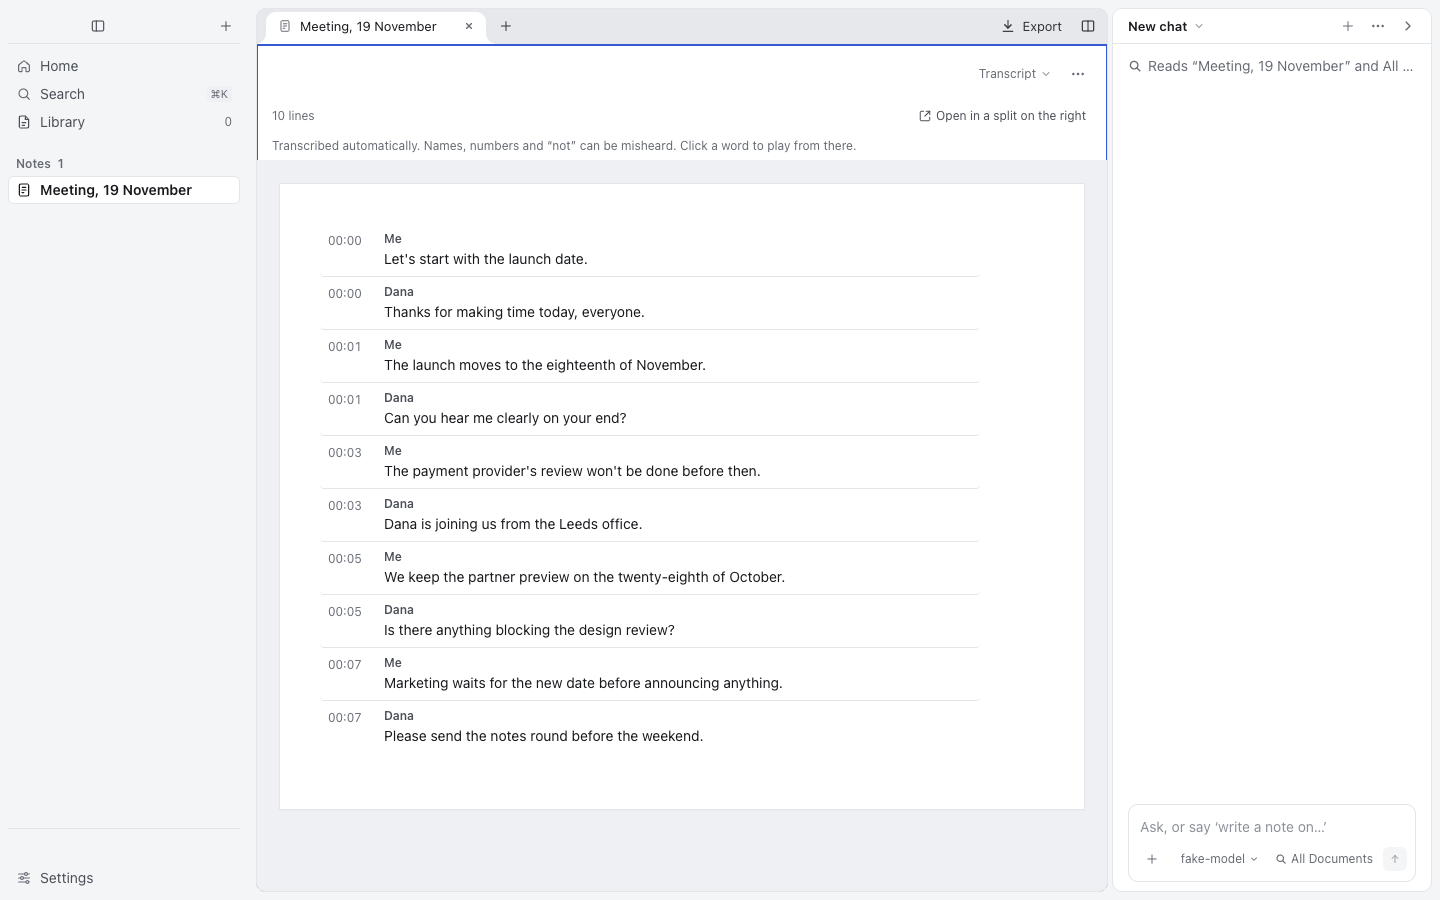 Meeting, 19 November
Export
New chat
Home
Search ⌘K
Library 0
Notes 1
Meeting, 19 November
Settings
Transcript
10 lines
Open in a split on the right
Transcribed automatically. Names, numbers and “not” can be misheard. Click a word to play from there.
00:00 Me
Let's start with the launch date.
00:00 Dana
Thanks for making time today, everyone.
00:01 Me
The launch moves to the eighteenth of November.
00:01 Dana
Can you hear me clearly on your end?
00:03 Me
The payment provider's review won't be done before then.
00:03 Dana
Dana is joining us from the Leeds office.
00:05 Me
We keep the partner preview on the twenty-eighth of October.
00:05 Dana
Is there anything blocking the design review?
00:07 Me
Marketing waits for the new date before announcing anything.
00:07 Dana
Please send the notes round before the weekend.
Reads “Meeting, 19 November” and All …
Ask, or say ‘write a note on…’
fake-model
All Documents